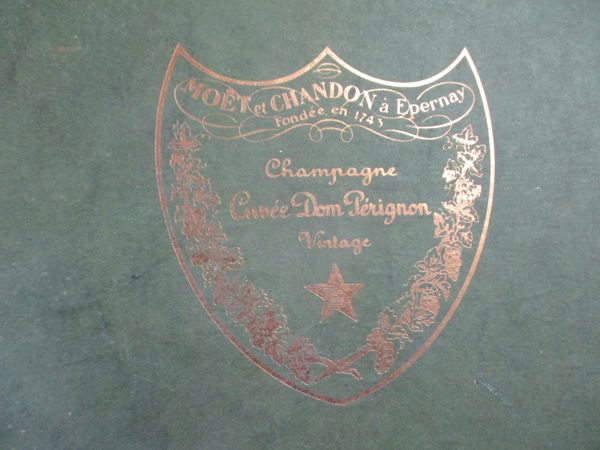 MOËT et CHANDON à Epernay
Fondée en 1743
Champagne
Cuvée Dom Pérignon
Vintage